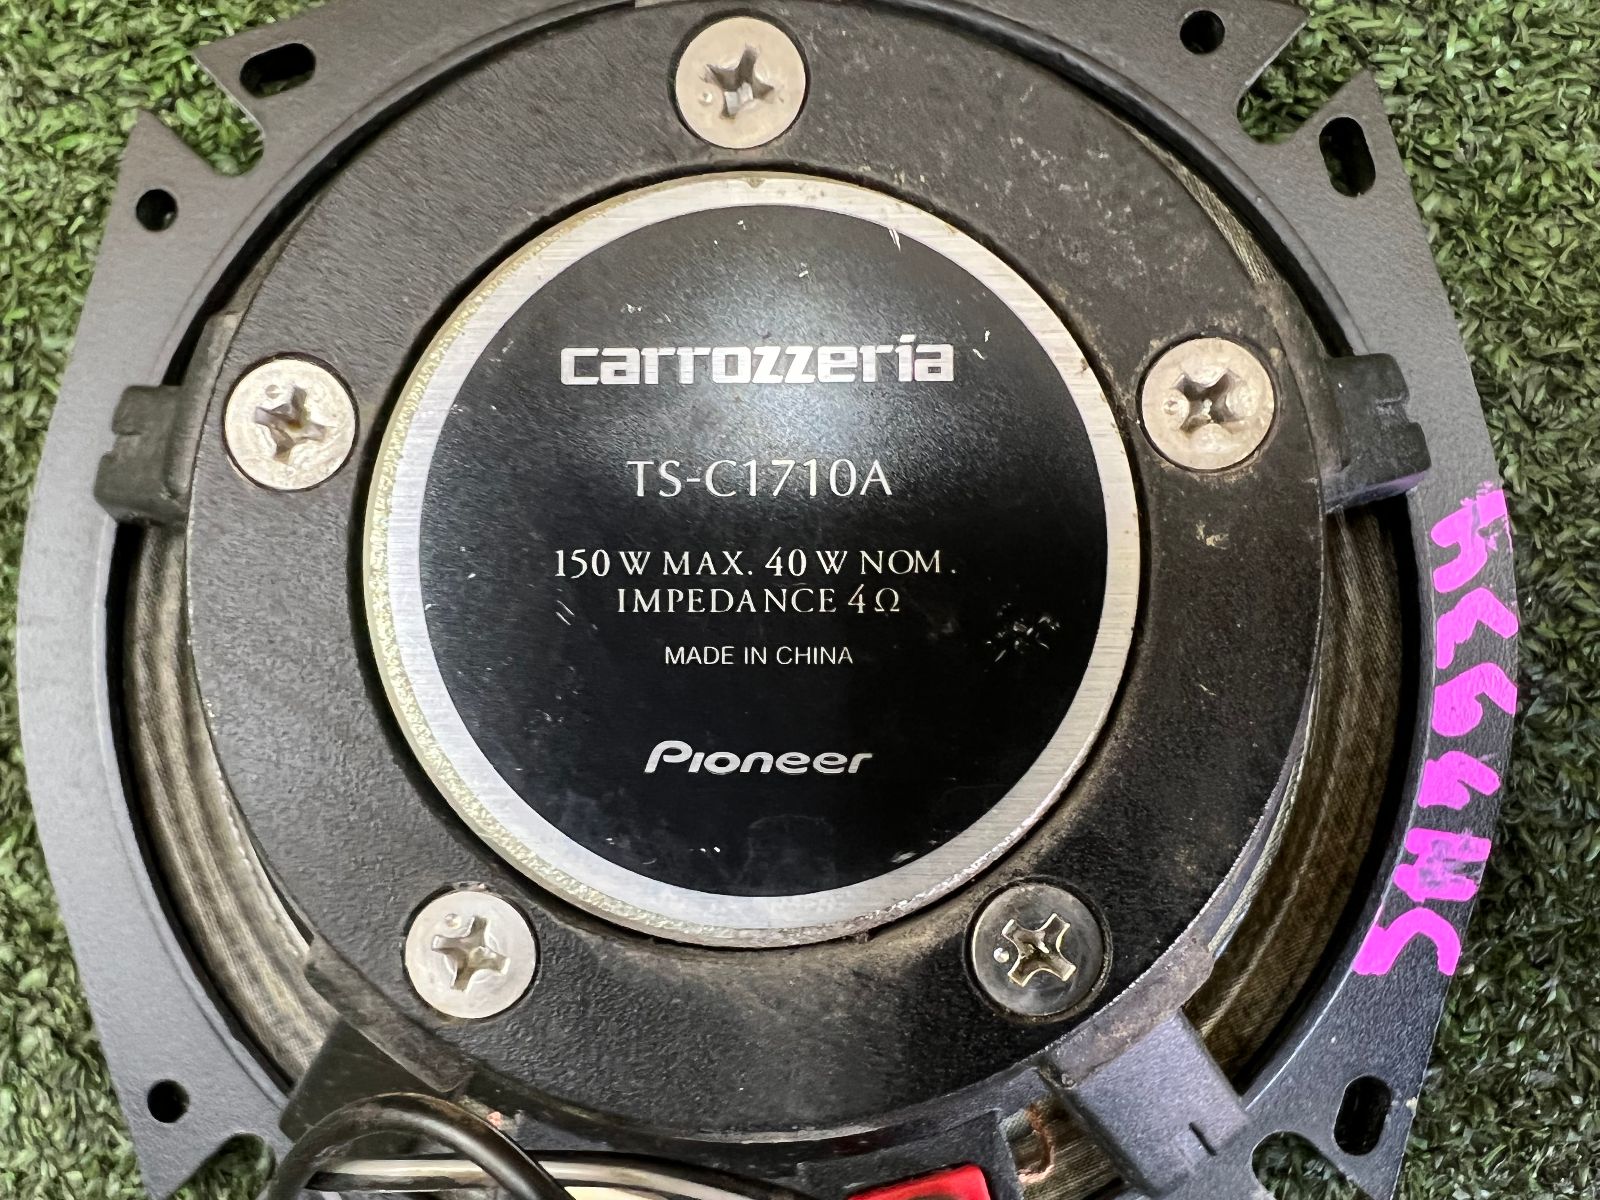 carrozzeria
TS-C1710A
150 W MAX. 40 W NOM.
IMPEDANCE 4Ω
MADE IN CHINA
Pioneer